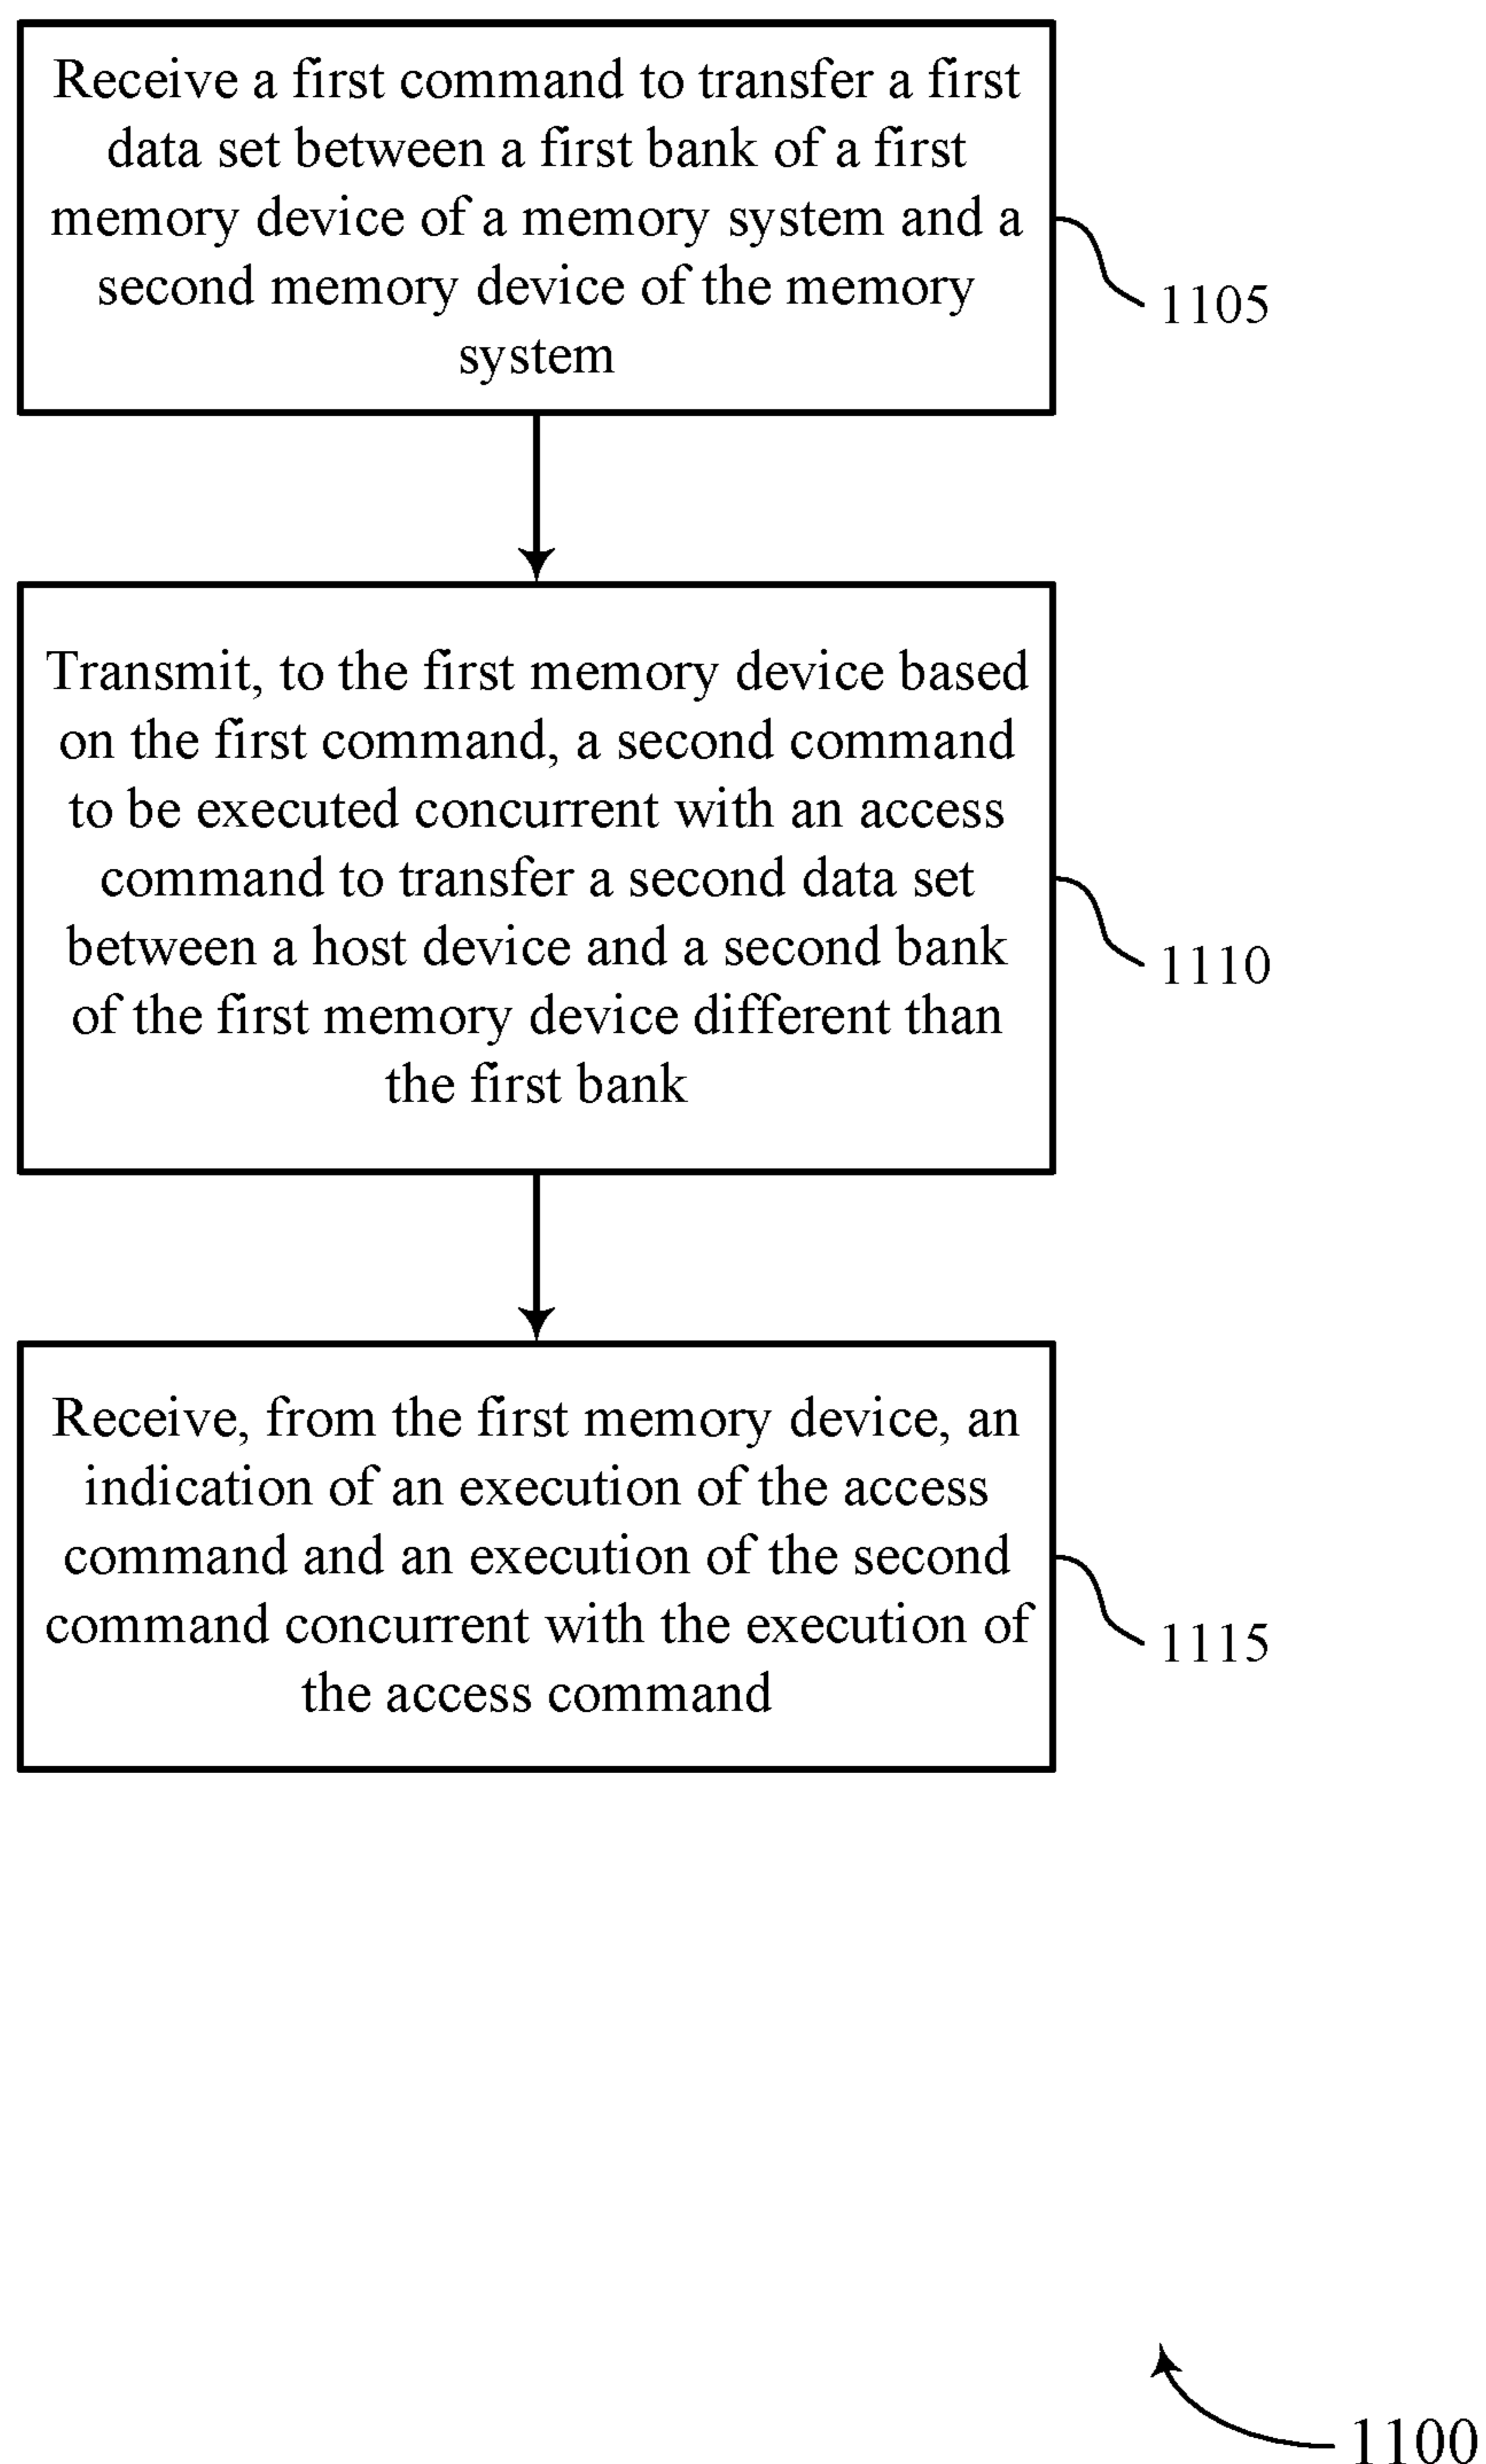 Receive a first command to transfer a first
data set between a first bank of a first
memory device of a memory system and a
second memory device of the memory
system
1105
Transmit, to the first memory device based
on the first command, a second command
to be executed concurrent with an access
command to transfer a second data set
between a host device and a second bank
of the first memory device different than
the first bank
1110
Receive, from the first memory device, an
indication of an execution of the access
command and an execution of the second
command concurrent with the execution of
the access command
1115
1100